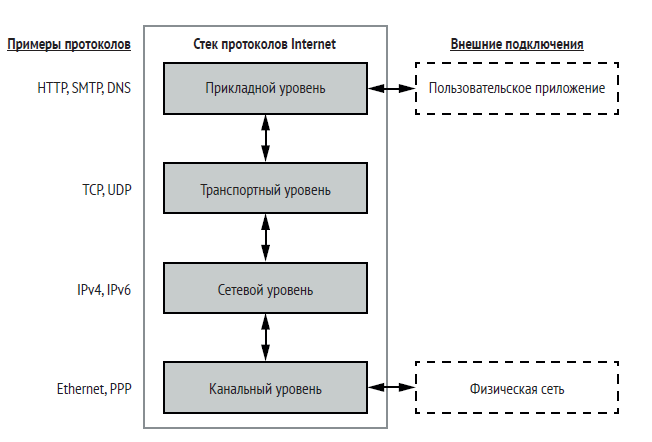 Примеры протоколов
Стек протоколов Internet
Внешние подключения
HTTP, SMTP, DNS
Прикладной уровень
Пользовательское приложение
TCP, UDP
Транспортный уровень
IPv4, IPv6
Сетевой уровень
Ethernet, PPP
Канальный уровень
Физическая сеть